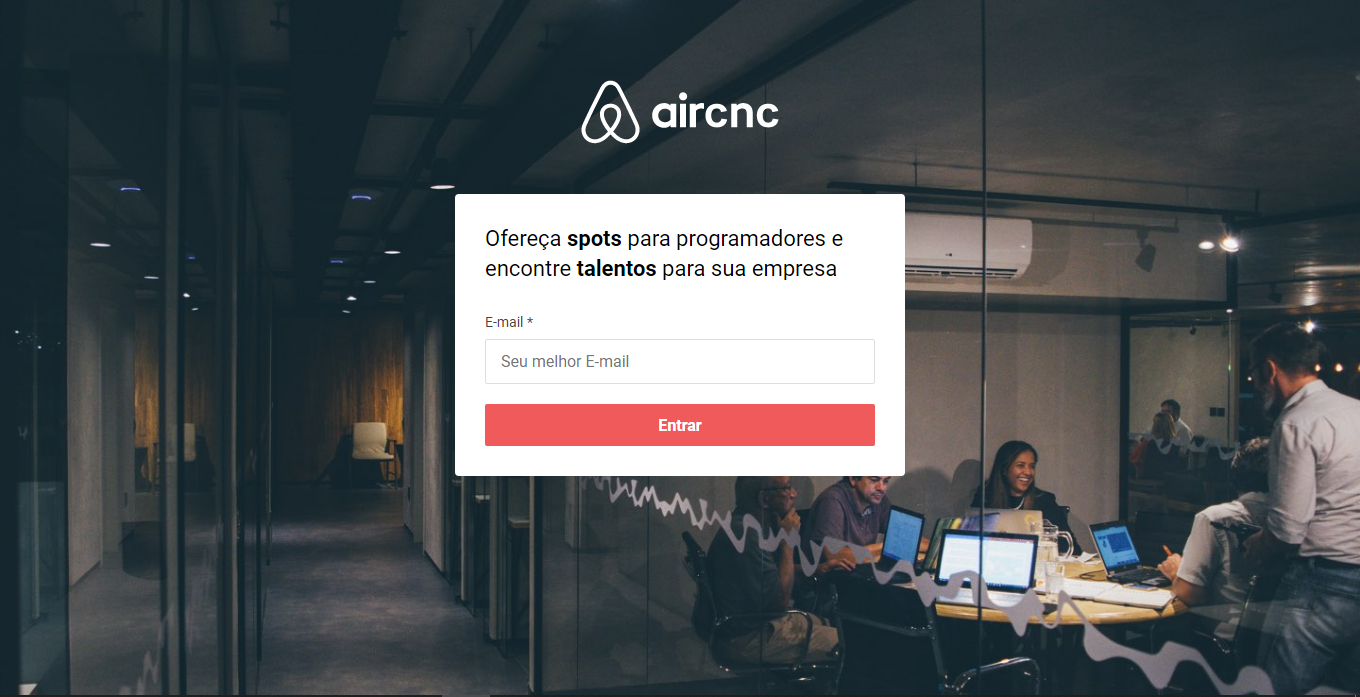 aircnc
Ofereça spots para programadores e
encontre talentos para sua empresa
E-mail *
Seu melhor E-mail
Entrar